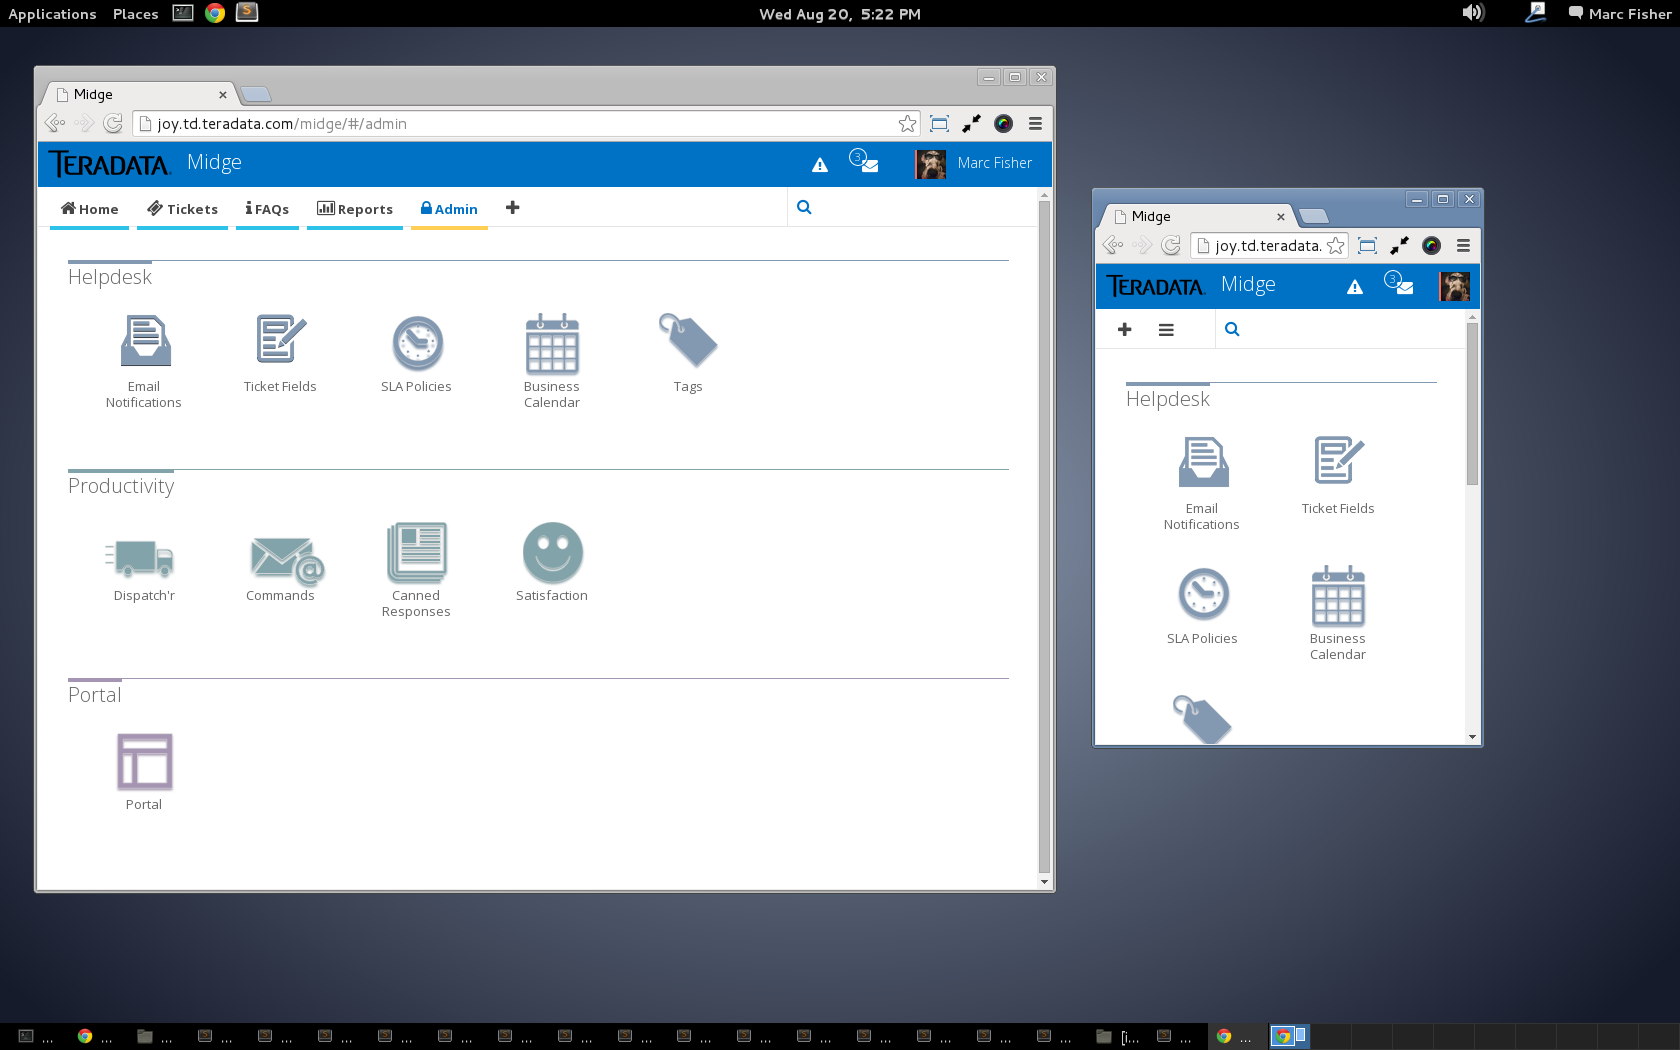 Applications Places Wed Aug 20, 5:22 PM Marc Fisher
Midge
joy.td.teradata.com/midge/#/admin
TERADATA. Midge 3 Marc Fisher
Home Tickets FAQs Reports Admin
Helpdesk
Email
Notifications
Ticket Fields
SLA Policies
Business
Calendar
Tags
Productivity
Dispatch'r
Commands
Canned
Responses
Satisfaction
Portal
Portal
Midge
joy.td.teradata.
TERADATA. Midge 3
Helpdesk
Email
Notifications
Ticket Fields
SLA Policies
Business
Calendar
... ... ... ... ... ... ... ... ... ... ... ... ... ... ... ... ... ... [i... ... ...